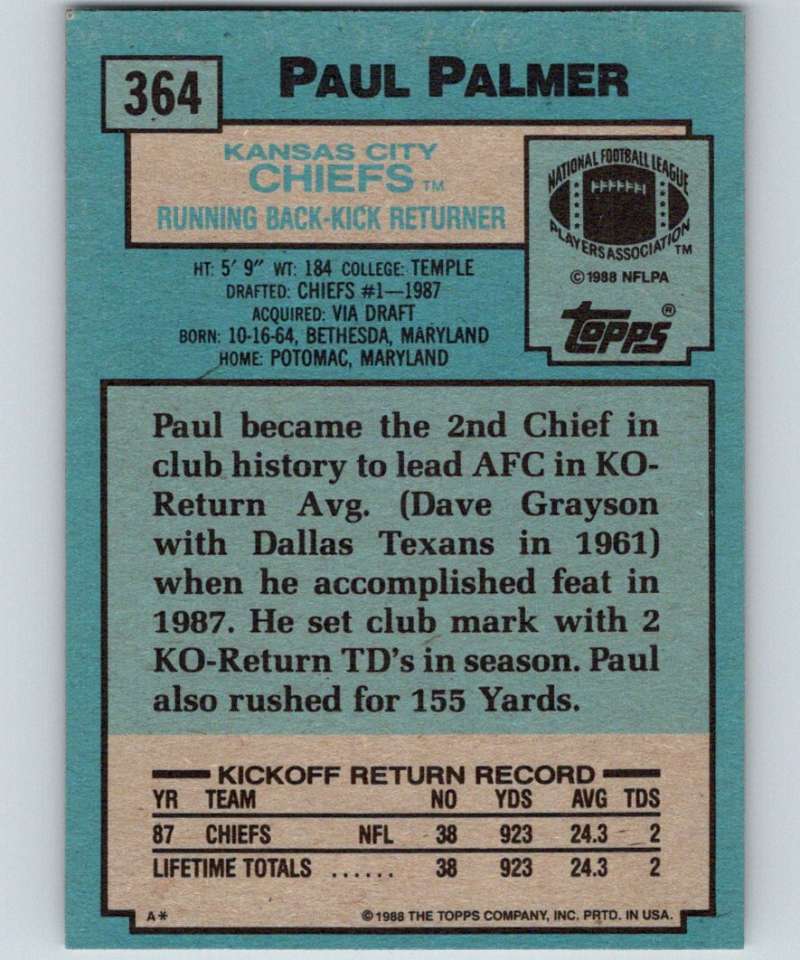 364
PAUL PALMER
KANSAS CITY
CHIEFS TM
RUNNING BACK-KICK RETURNER
NATIONAL FOOTBALL LEAGUE
PLAYERS ASSOCIATION TM
© 1988 NFLPA
topps®
HT: 5' 9" WT: 184 COLLEGE: TEMPLE
DRAFTED: CHIEFS #1—1987
ACQUIRED: VIA DRAFT
BORN: 10-16-64, BETHESDA, MARYLAND
HOME: POTOMAC, MARYLAND
Paul became the 2nd Chief in
club history to lead AFC in KO-
Return Avg. (Dave Grayson
with Dallas Texans in 1961)
when he accomplished feat in
1987. He set club mark with 2
KO-Return TD's in season. Paul
also rushed for 155 Yards.
KICKOFF RETURN RECORD
YR TEAM NO YDS AVG TDS
87 CHIEFS NFL 38 923 24.3 2
LIFETIME TOTALS ...... 38 923 24.3 2
A* © 1988 THE TOPPS COMPANY, INC. PRTD. IN USA.